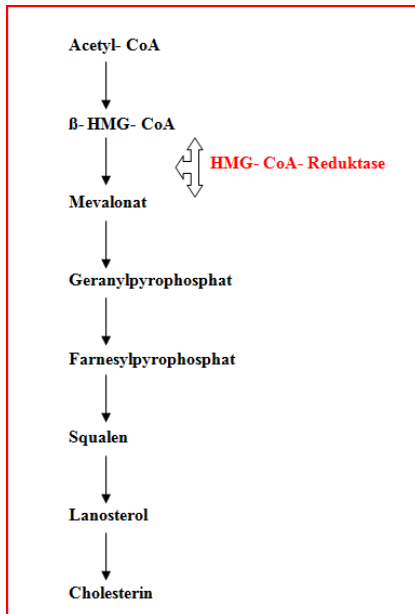 Acetyl- CoA
ß- HMG- CoA
HMG- CoA- Reduktase
Mevalonat
Geranylpyrophosphat
Farnesylpyrophosphat
Squalen
Lanosterol
Cholesterin